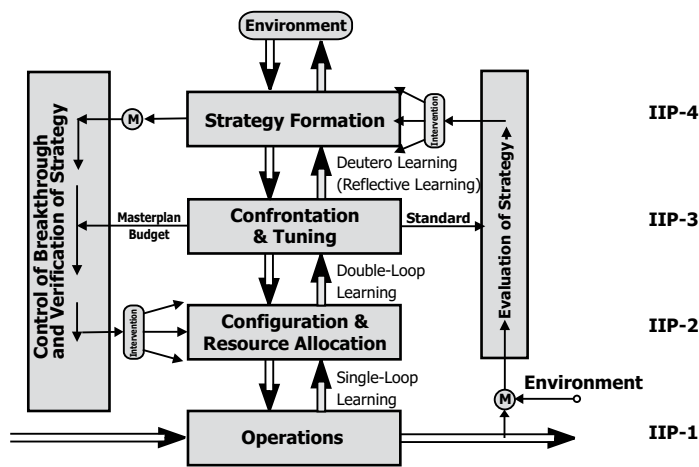 Environment
IIP-4
Strategy Formation
M
Intervention
Deutero Learning
(Reflective Learning)
Control of Breakthrough
and Verification of Strategy
Evaluation of Strategy
IIP-3
Masterplan
Budget
Confrontation
& Tuning
Standard
Double-Loop
Learning
IIP-2
Intervention
Configuration &
Resource Allocation
Single-Loop
Learning
Environment
M
IIP-1
Operations